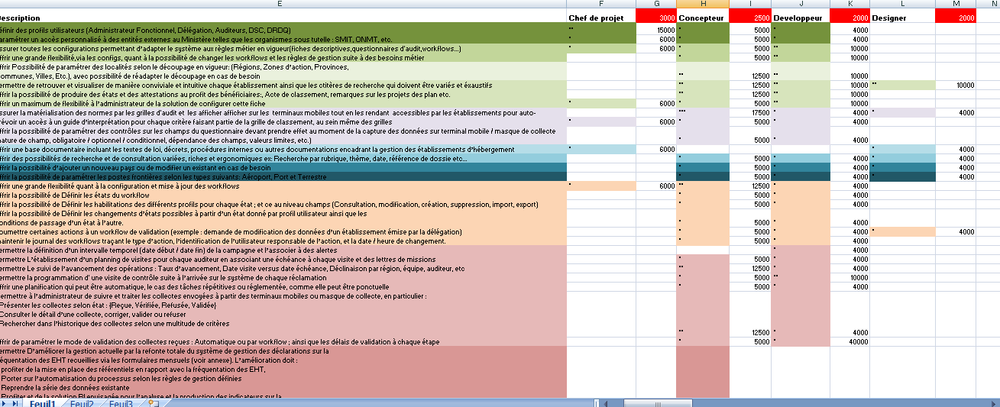 E F G H I J K L M N
escription Chef de projet 3000 Concepteur 2500 Developpeur 2000 Designer 2000
éfinir des profils utilisateurs (Administrateur Fonctionnel, Délégation, Auditeurs, DSC, DRDQ) ** 15000 * 5000 * 4000
aramétrer un accès personnalisé à des entités externes au Ministère telles que les organismes sous tutelle : SMIT, ONMT, etc. * 6000 * 5000 * 4000
ssurer toutes les configurations permettant d'adapter le système aux règles métier en vigueur(fiches descriptives,questionnaires d'audit,workflows...) * 6000 * 5000 ** 10000
ffrir une grande flexibilité,via les configs, quant à la possibilité de changer les workflows et les règles de gestion suite à des besoins métier * 5000 ** 10000
ffrir Possibilité de paramétrer des localités selon le découpage en vigueur: (Régions, Zones d'action, Provinces,
ommunes, Villes, Etc.), avec possibilité de réadapter le découpage en cas de besoin ** 12500 ** 10000
ermettre de retrouver et visualiser de manière conviviale et intuitive chaque établissement ainsi que les citières de recherche qui doivent être variés et éxaustifs ** 12500 ** 10000 ** 10000
ffrir la possibilité de produire des états et des attestations au profit des bénéficiaires:, Acte de classement, remarques sur les projets des plan etc. ** 12500 ** 10000
ffrir un maximum de flexibilité à l'administrateur de la solution de configurer cette fiche * 6000 * 5000 ** 10000
ssurer la matérialisation des normes par les grilles d'audit et les afficher afficher sur les terminaux mobiles tout en les rendant accessibles par les établissements pour auto- *** 17500 * 4000 * 4000
révoir un accès à un guide d'interprétation pour chaque critère faisant partie de la grille de classement, au sein même des grilles * 6000 * 5000 * 4000
ffrir la possibilité de paramétrer des contrôles sur les champs du questionnaire devant prendre effet au moment de la capture des données sur terminal mobile / masque de collecte
ature de champ, obligatoire / optionnel / conditionnel, dépendance des champs, valeurs limites, etc.) * 5000 * 4000
ffrir une base documentaire incluant les textes de loi, décrets, procédures internes ou autres documentations encadrant la gestion des établissements d'hébergement * 6000 * 4000
ffrir des possibilités de recherche et de consultation variées, riches et ergonomiques ex: Recherche par rubrique, thème, date, référence de dossie etc... * 5000 * 4000 * 4000
ffrir la possibilité d'ajouter un nouveau pays ou de modifier un existant en cas de besoin * 5000 * 4000 * 4000
ffrir la possibilité de paramétrer les postes frontières selon les types suivants: Aéroport, Port et Terrestre * 5000 * 4000 * 4000
ffrir une grande flexibilité quant à la configuration et mise à jour des workflows * 6000 ** 12500 * 4000
ffrir la possibilité de Définir les états du workflow * 5000 * 4000
ffrir la possibilité de Définir les habilitations des différents profils pour chaque état ; et ce au niveau champs (Consultation, modification, création, suppression, import, export) * 5000 * 4000
ffrir la possibilité de Définir les changements d'états possibles à partir d'un état donné par profil utilisateur ainsi que les
onditions de passage d'un état à l'autre. * 5000 * 4000
oumettre certaines actions à un workflow de validation (exemple : demande de modification des données d'un établissement émise par la délégation) * 5000 * 4000 * 4000
aintenir le journal des workflows traçant le type d'action, l'identification de l'utilisateur responsable de l'action, et la date / heure de changement. * 5000 * 4000
ermettre la définition d'un intervalle temporel (date début / date fin) de la campagne et l'associer à des alertes * 4000
ermettre L'établissement d'un planning de visites pour chaque auditeur en associant une échéance à chaque visite et des lettres de missions * 5000 * 4000
ermettre Le suivi de l'avancement des opérations : Taux d'avancement, Date visite versus date échéance, Déclinaison par région, équipe, auditeur, etc ** 12500 * 4000
ermettre la programmation d' une visite de contrôle suite à l'arrivée sur le système de chaque réclamation * 5000 ** 10000
ffrir une planification qui peut être automatique, le cas des tâches répétitives ou réglementée, comme elle peut être ponctuelle * 5000 * 4000
ermettre à l'administrateur de suivre et traiter les collectes envoyées à partir des terminaux mobiles ou masque de collecte, en particulier :
Présenter les collectes selon état : {Reçue, Vérifiée, Refusée, Validée}
Consulter le détail d'une collecte, corriger, valider ou refuser
Rechercher dans l'historique des collectes selon une multitude de critères
** 12500 * 4000
ffrir de paramétrer le mode de validation des collectes reçues : Automatique ou par workflow ; ainsi que les délais de validation à chaque étape * 5000 * 40000
ermettre D'améliorer la gestion actuelle par la refonte totale du système de gestion des déclarations sur la
équentation des EHT recueillies via les formulaires mensuels (voir annexe). L'amélioration doit :
profiter de la mise en place des référentiels en rapport avec la fréquentation des EHT,
Porter sur l'automatisation du processus selon les règles de gestion définies
Reprendre la série des données existante
Profiter et de la solution BI envisagée pour l'analyse et la production des indicateurs sur la
Feuil1 Feuil2 Feuil3